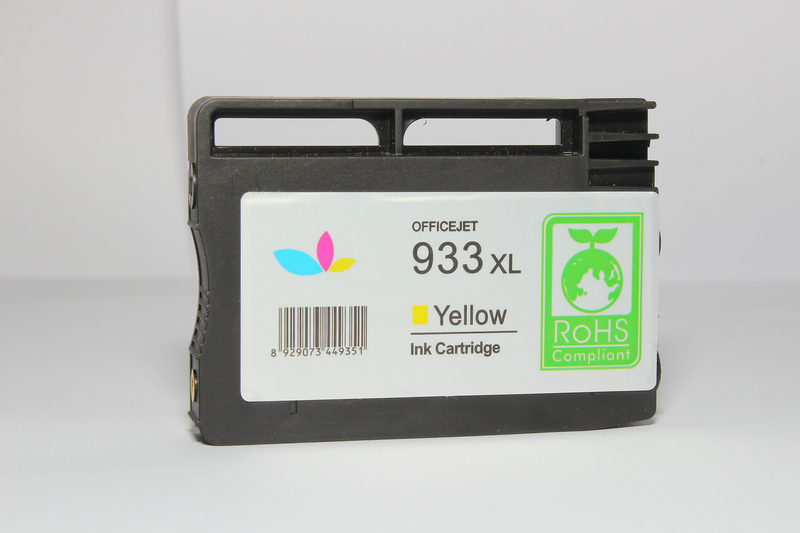 OFFICEJET
933 XL
Yellow
Ink Cartridge
8 929073 449351
RoHS
Compliant